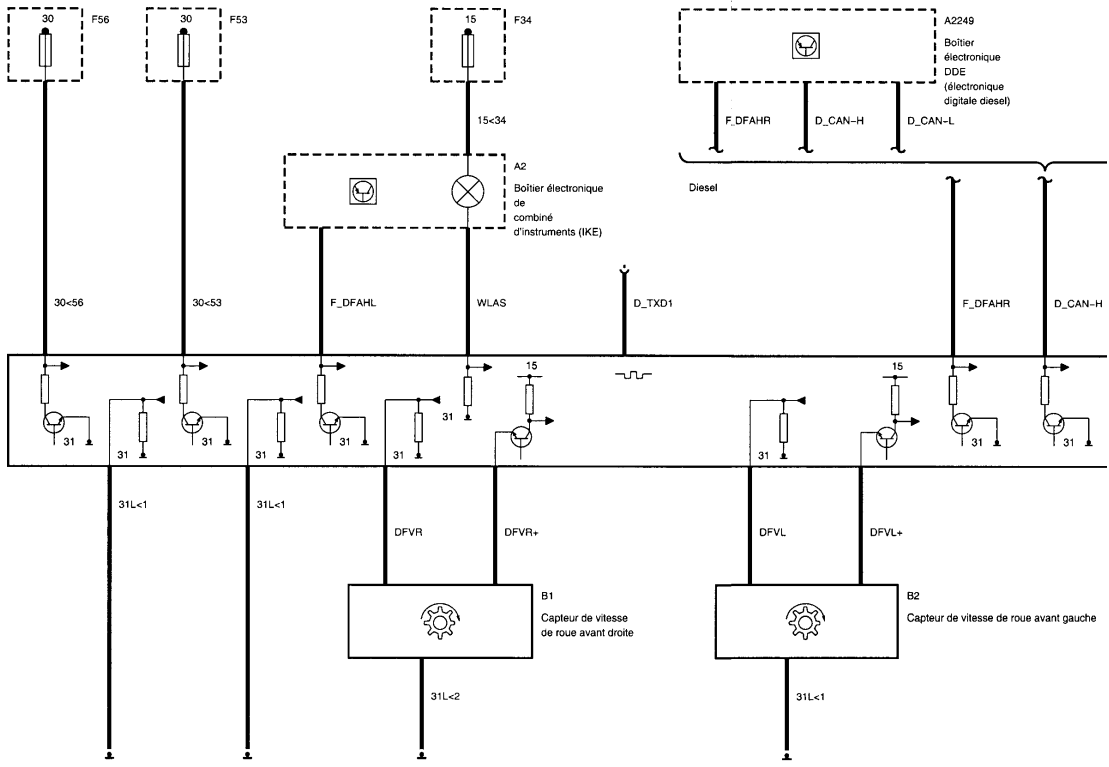 30
F56
30
F53
15
F34
A2249
Boîtier
électronique
DDE
(électronique
digitale diesel)
F_DFAHR
D_CAN-H
D_CAN-L
15<34
A2
Boîtier électronique
de
combiné
d'instruments (IKE)
Diesel
30<56
30<53
F_DFAHL
WLAS
D_TXD1
F_DFAHR
D_CAN-H
15
15
31
31
31
31
31
31
31
31
31
31
31L<1
31L<1
DFVR
DFVR+
DFVL
DFVL+
B1
Capteur de vitesse
de roue avant droite
B2
Capteur de vitesse de roue avant gauche
31L<2
31L<1